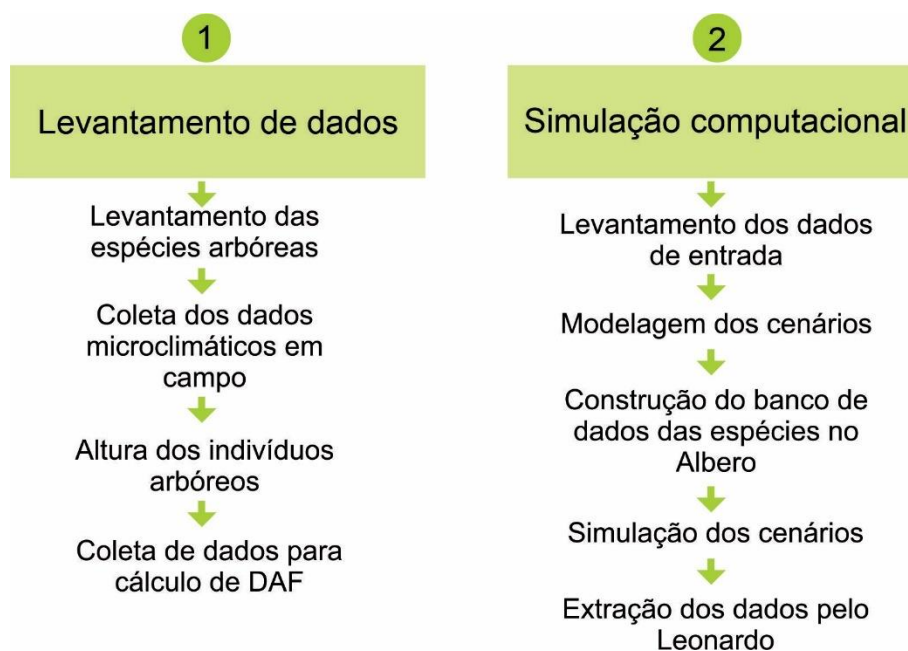 1
Levantamento de dados
Levantamento das
espécies arbóreas
Coleta dos dados
microclimáticos em
campo
Altura dos indivíduos
arbóreos
Coleta de dados para
cálculo de DAF
2
Simulação computacional
Levantamento dos dados
de entrada
Modelagem dos cenários
Construção do banco de
dados das espécies no
Albero
Simulação dos cenários
Extração dos dados pelo
Leonardo